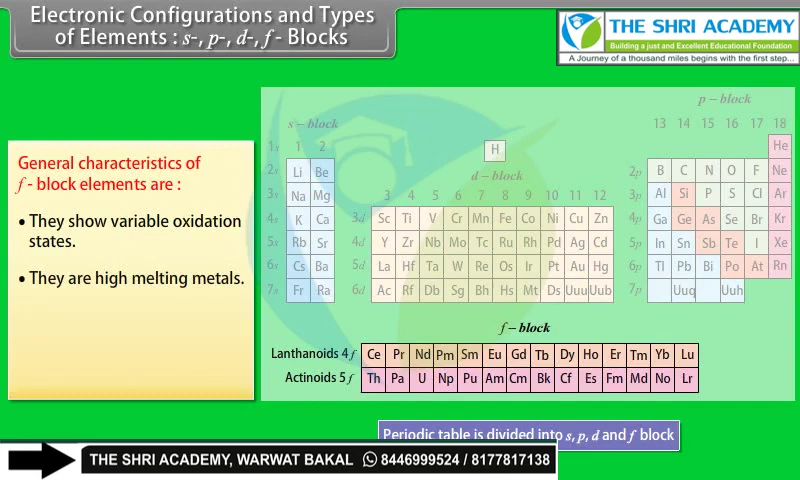 Electronic Configurations and Types
of Elements : s-, p-, d-, f - Blocks
THE SHRI ACADEMY
Building a just and Excellent Educational Foundation
A Journey of a thousand miles begins with the first step...
General characteristics of
f - block elements are :
• They show variable oxidation
states.
• They are high melting metals.
p – block
s – block
13 14 15 16 17 18
1s 1 2 H He
d – block
2s Li Be 2p B C N O F Ne
3s Na Mg 3 4 5 6 7 8 9 10 11 12 3p Al Si P S Cl Ar
4s K Ca 3d Sc Ti V Cr Mn Fe Co Ni Cu Zn 4p Ga Ge As Se Br Kr
5s Rb Sr 4d Y Zr Nb Mo Tc Ru Rh Pd Ag Cd 5p In Sn Sb Te I Xe
6s Cs Ba 5d La Hf Ta W Re Os Ir Pt Au Hg 6p Tl Pb Bi Po At Rn
7s Fr Ra 6d Ac Rf Db Sg Bh Hs Mt Ds Uuu Uub 7p Uuq Uuh
f – block
Lanthanoids 4f Ce Pr Nd Pm Sm Eu Gd Tb Dy Ho Er Tm Yb Lu
Actinoids 5f Th Pa U Np Pu Am Cm Bk Cf Es Fm Md No Lr
Periodic table is divided into s, p, d and f block
THE SHRI ACADEMY, WARWAT BAKAL 8446999524 / 8177817138